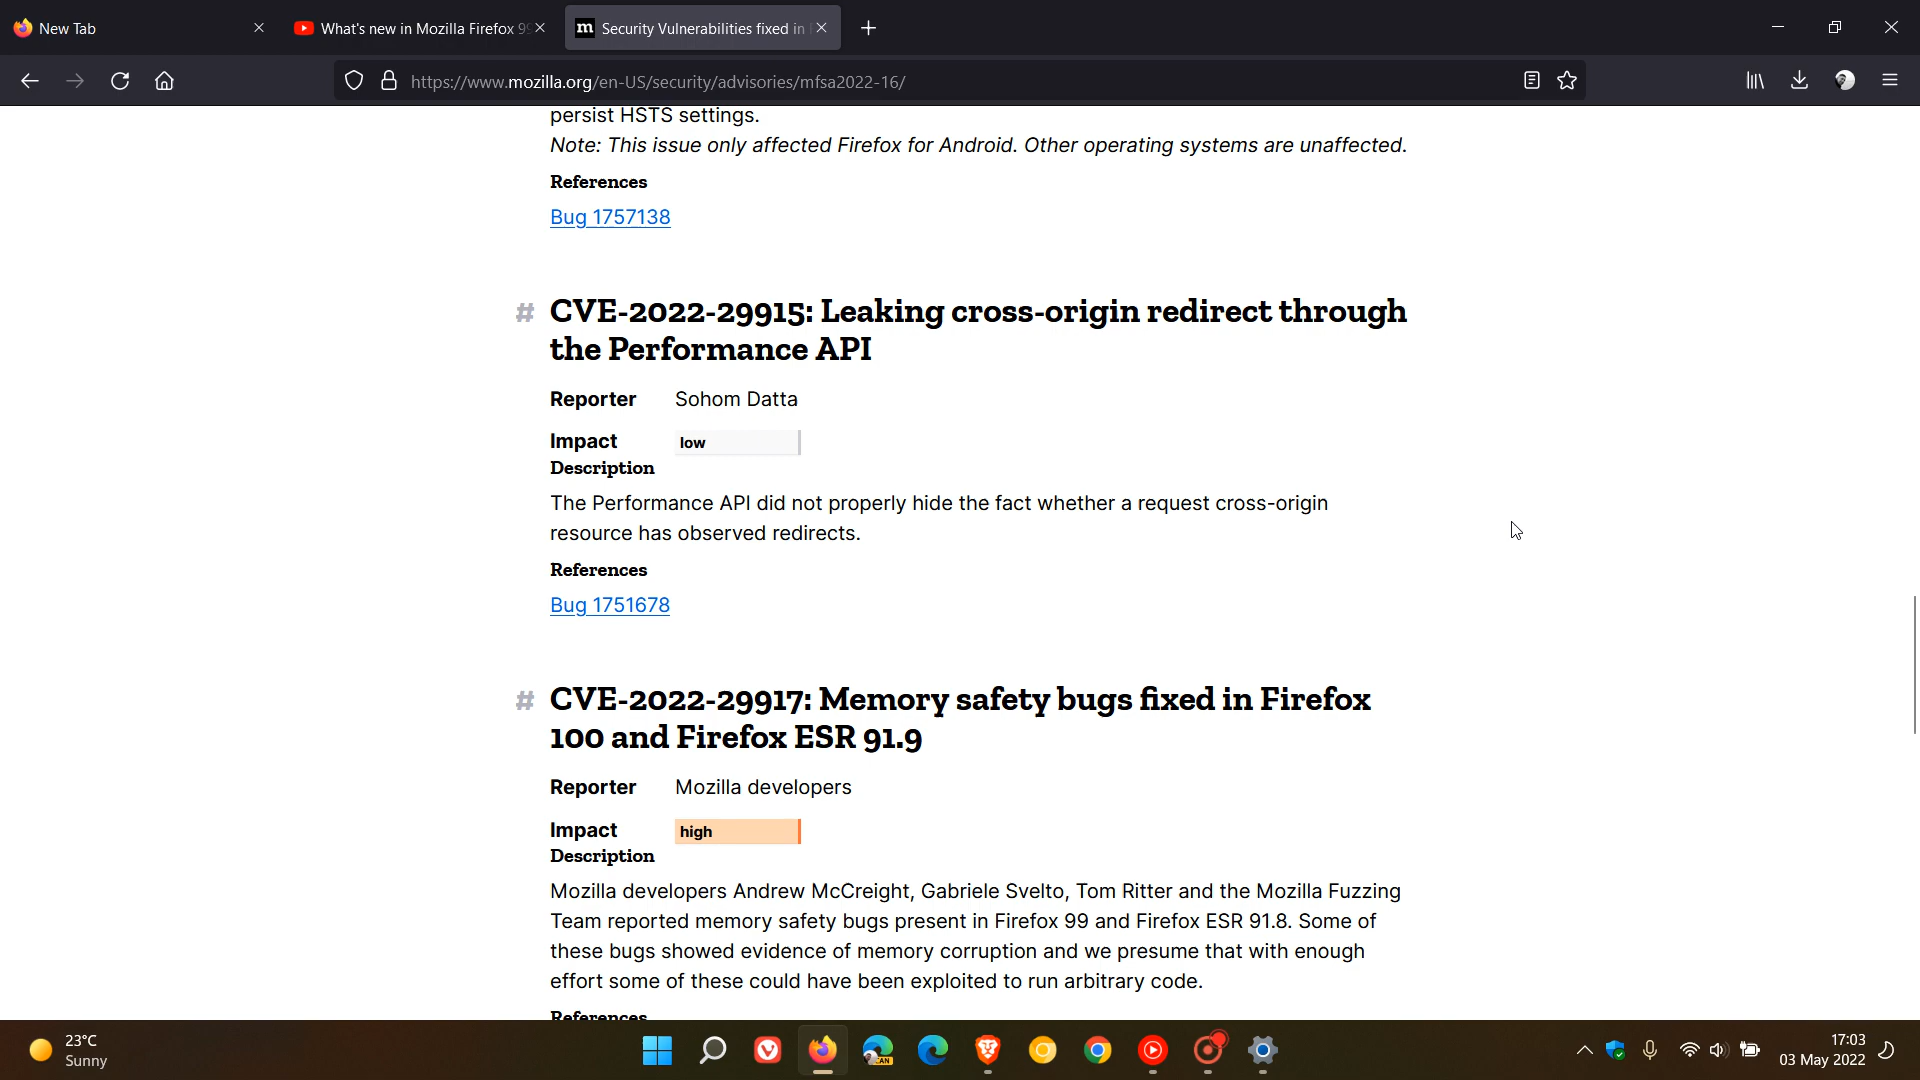 New Tab
What's new in Mozilla Firefox 99
Security Vulnerabilities fixed in
https://www.mozilla.org/en-US/security/advisories/mfsa2022-16/
persist HSTS settings.
Note: This issue only affected Firefox for Android. Other operating systems are unaffected.
References
Bug 1757138
# CVE-2022-29915: Leaking cross-origin redirect through
the Performance API
Reporter Sohom Datta
Impact low
Description
The Performance API did not properly hide the fact whether a request cross-origin
resource has observed redirects.
References
Bug 1751678
# CVE-2022-29917: Memory safety bugs fixed in Firefox
100 and Firefox ESR 91.9
Reporter Mozilla developers
Impact high
Description
Mozilla developers Andrew McCreight, Gabriele Svelto, Tom Ritter and the Mozilla Fuzzing
Team reported memory safety bugs present in Firefox 99 and Firefox ESR 91.8. Some of
these bugs showed evidence of memory corruption and we presume that with enough
effort some of these could have been exploited to run arbitrary code.
References
23°C
Sunny
CAN
17:03
03 May 2022